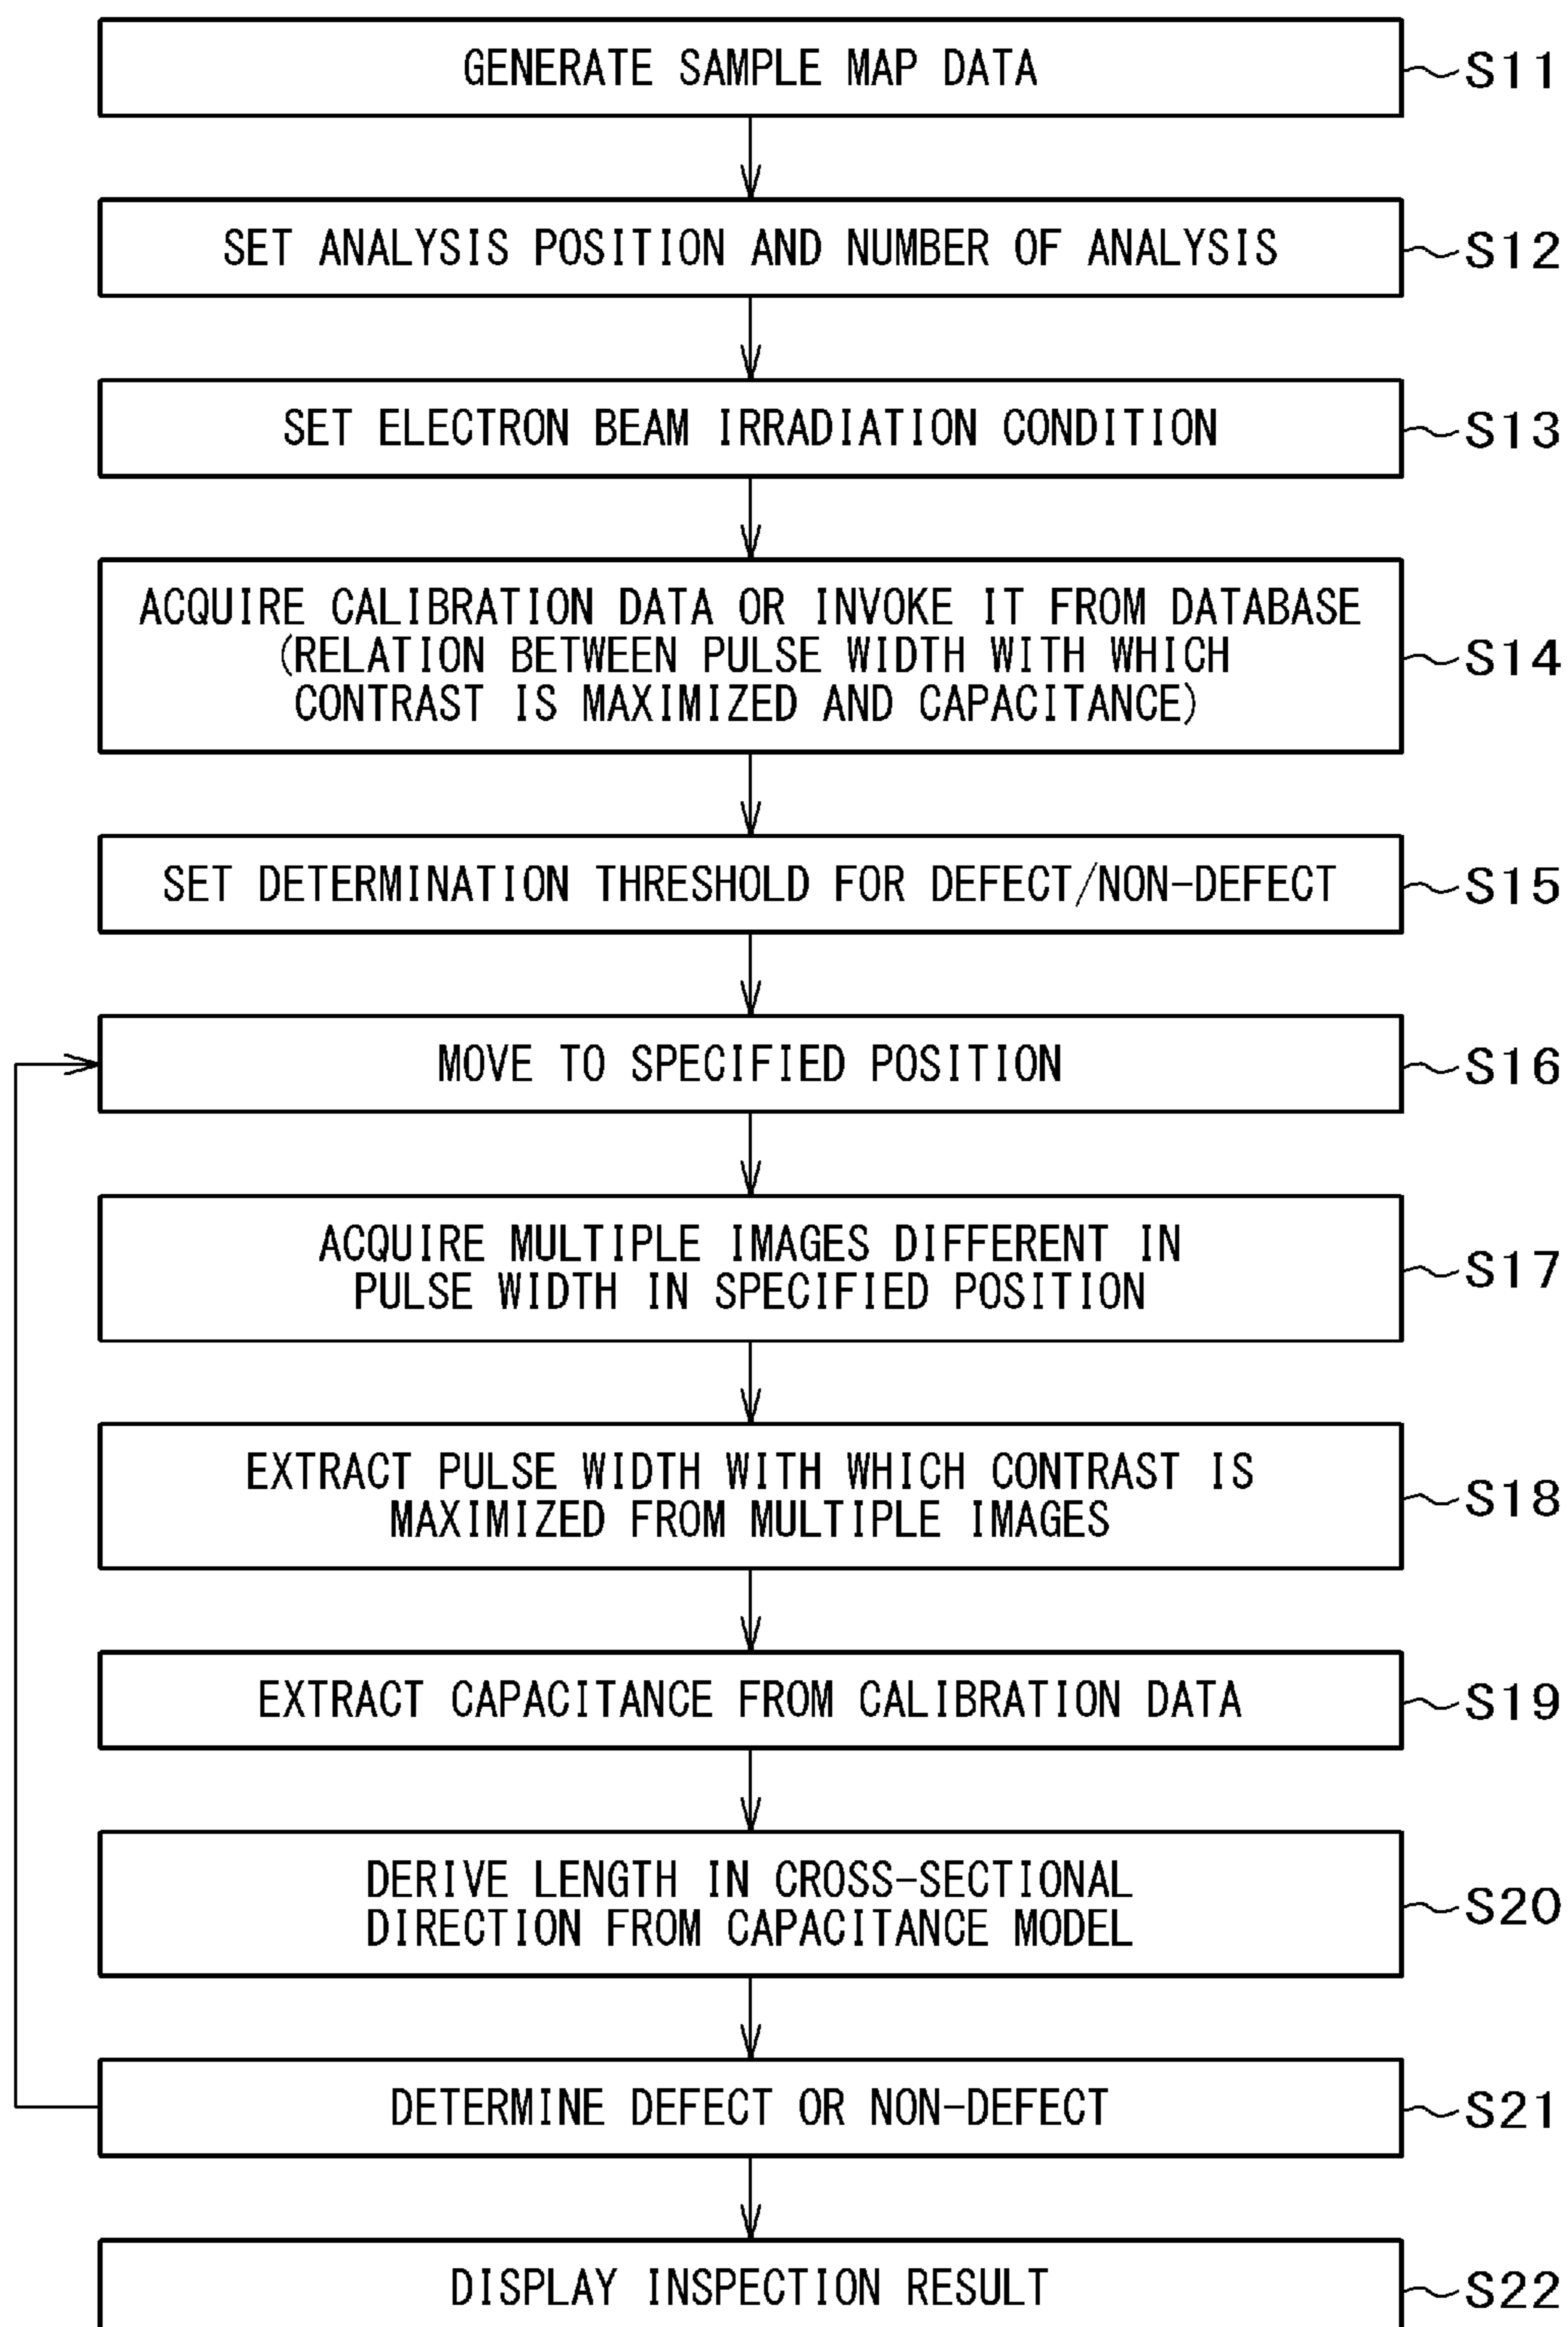 GENERATE SAMPLE MAP DATA
S11
SET ANALYSIS POSITION AND NUMBER OF ANALYSIS
S12
SET ELECTRON BEAM IRRADIATION CONDITION
S13
ACQUIRE CALIBRATION DATA OR INVOKE IT FROM DATABASE
(RELATION BETWEEN PULSE WIDTH WITH WHICH
CONTRAST IS MAXIMIZED AND CAPACITANCE)
S14
SET DETERMINATION THRESHOLD FOR DEFECT/NON-DEFECT
S15
MOVE TO SPECIFIED POSITION
S16
ACQUIRE MULTIPLE IMAGES DIFFERENT IN
PULSE WIDTH IN SPECIFIED POSITION
S17
EXTRACT PULSE WIDTH WITH WHICH CONTRAST IS
MAXIMIZED FROM MULTIPLE IMAGES
S18
EXTRACT CAPACITANCE FROM CALIBRATION DATA
S19
DERIVE LENGTH IN CROSS-SECTIONAL
DIRECTION FROM CAPACITANCE MODEL
S20
DETERMINE DEFECT OR NON-DEFECT
S21
DISPLAY INSPECTION RESULT
S22